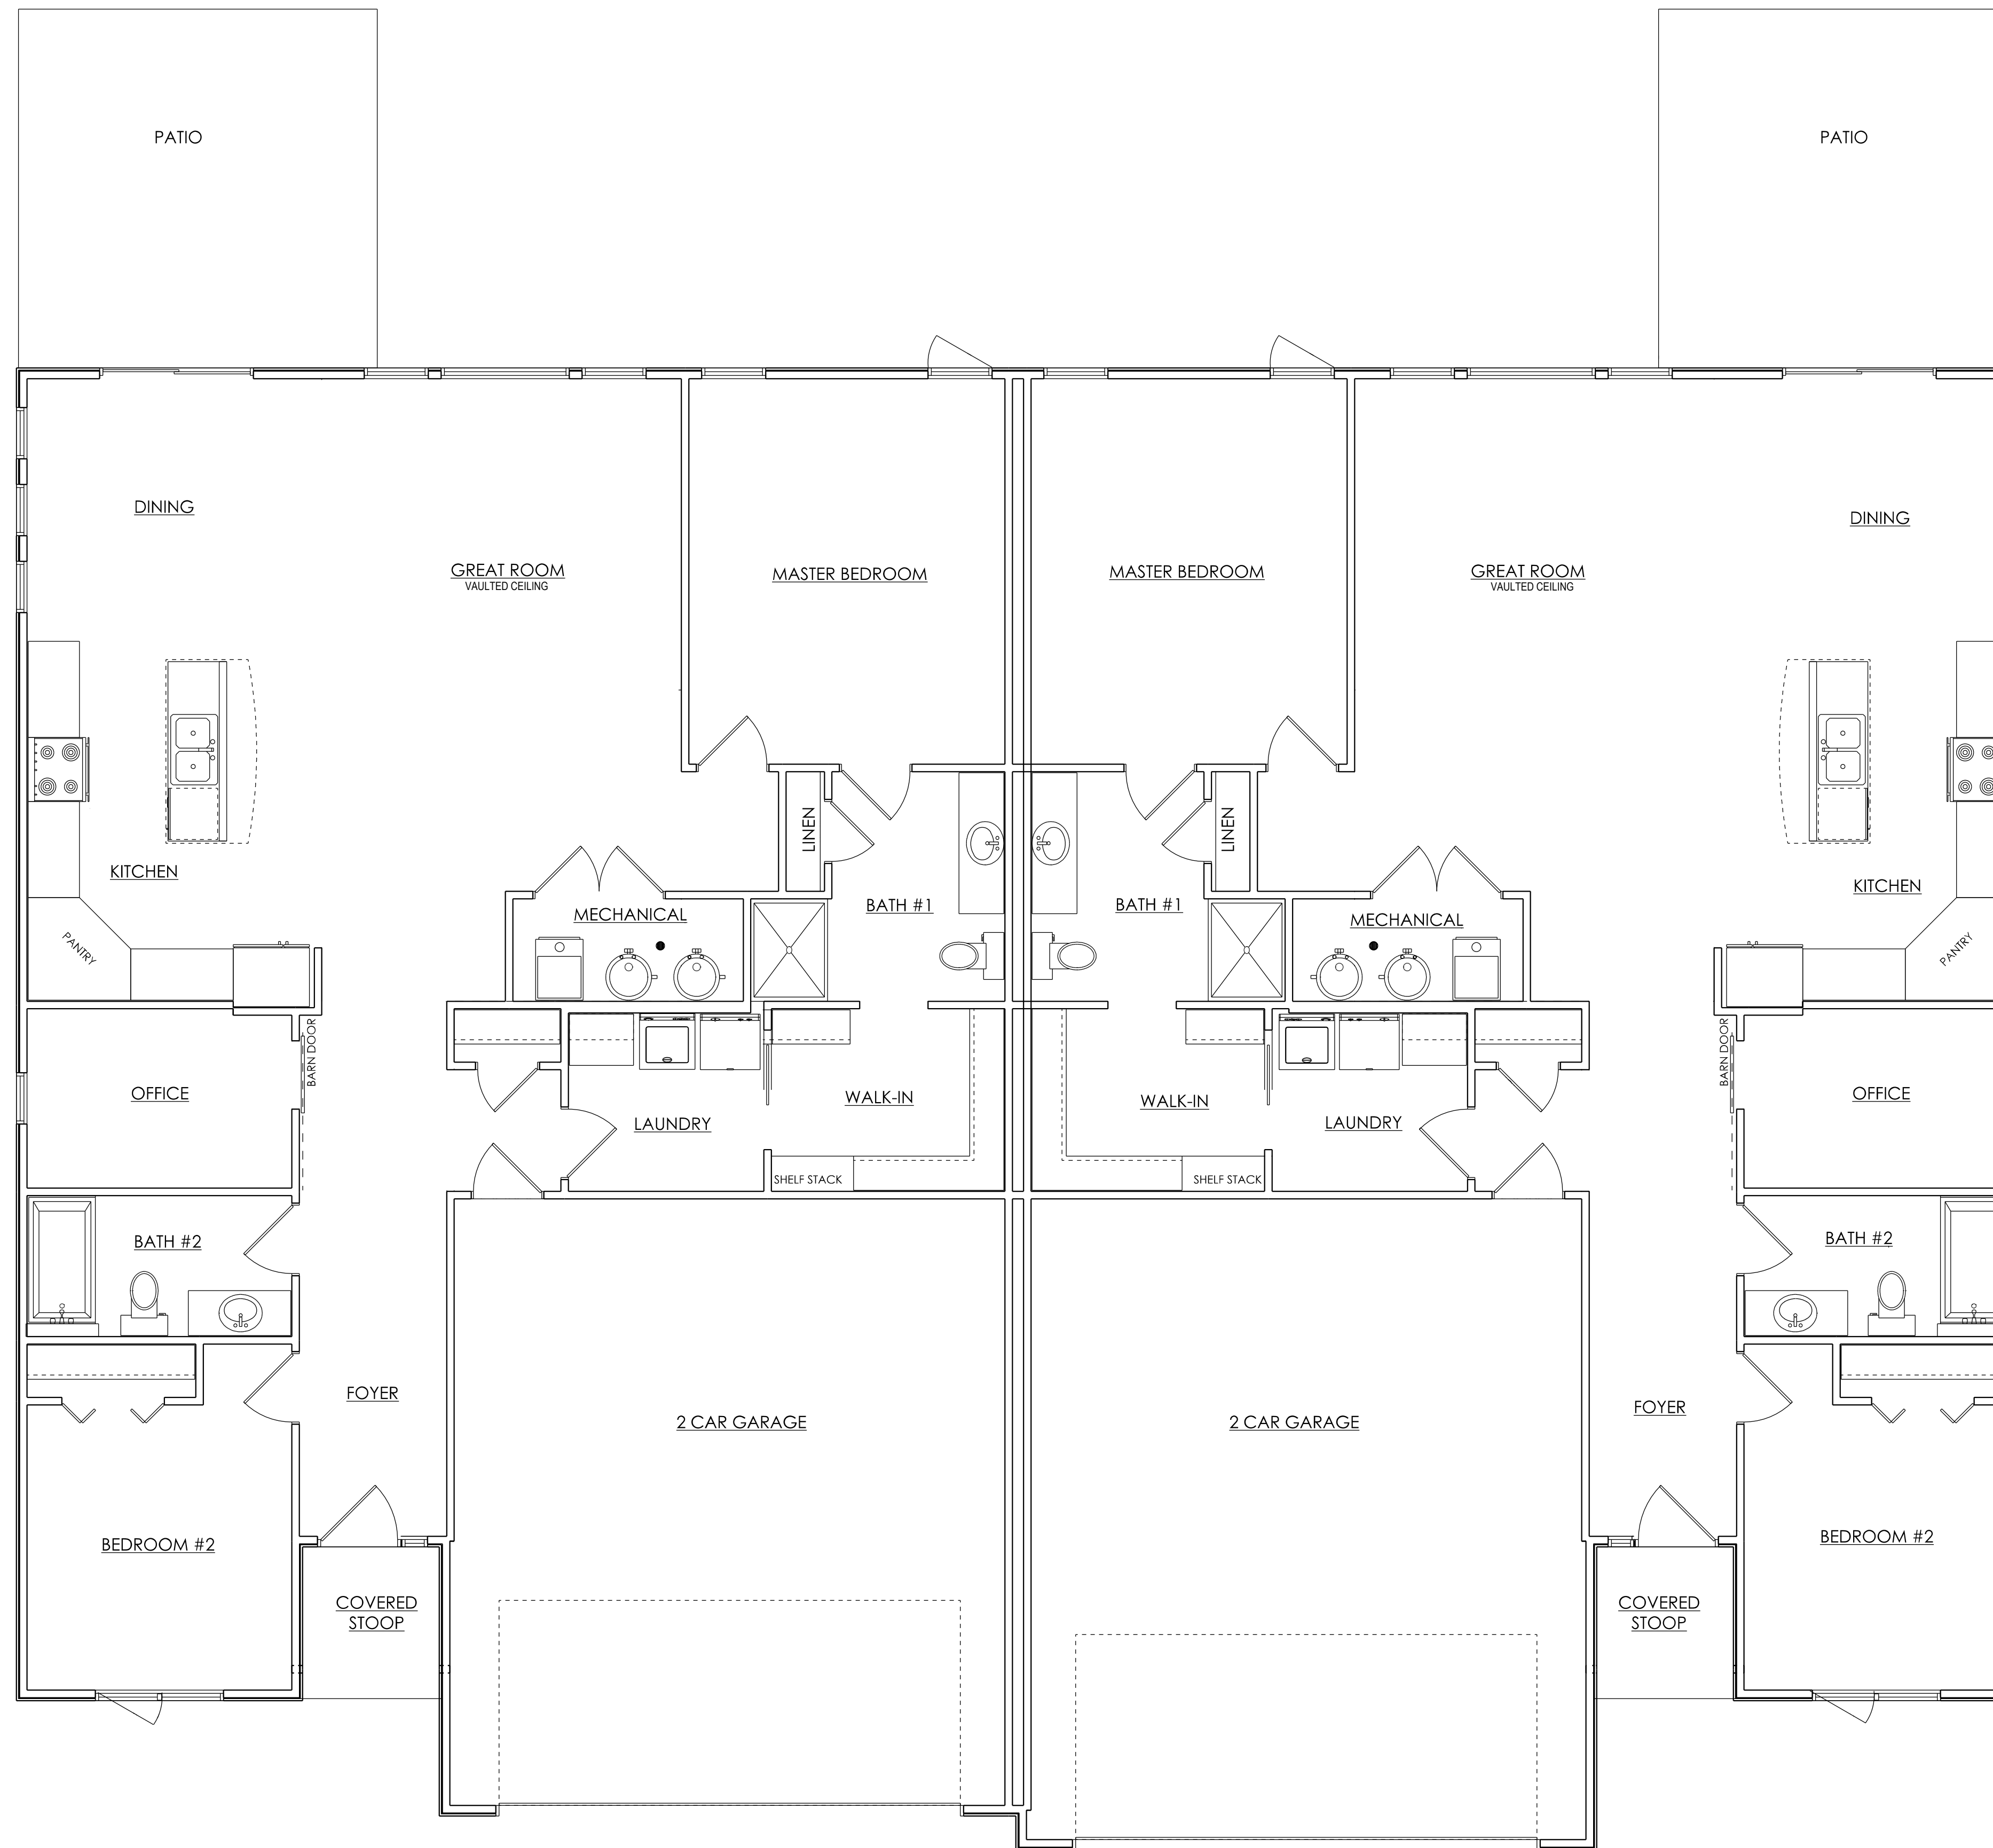 PATIO
PATIO
DINING
DINING
GREAT ROOM
VAULTED CEILING
MASTER BEDROOM
MASTER BEDROOM
GREAT ROOM
VAULTED CEILING
LINEN
LINEN
KITCHEN
KITCHEN
MECHANICAL
BATH #1
BATH #1
MECHANICAL
PANTRY
PANTRY
BARN DOOR
BARN DOOR
OFFICE
WALK-IN
WALK-IN
OFFICE
LAUNDRY
LAUNDRY
SHELF STACK
SHELF STACK
BATH #2
BATH #2
FOYER
FOYER
2 CAR GARAGE
2 CAR GARAGE
BEDROOM #2
BEDROOM #2
COVERED
STOOP
COVERED
STOOP